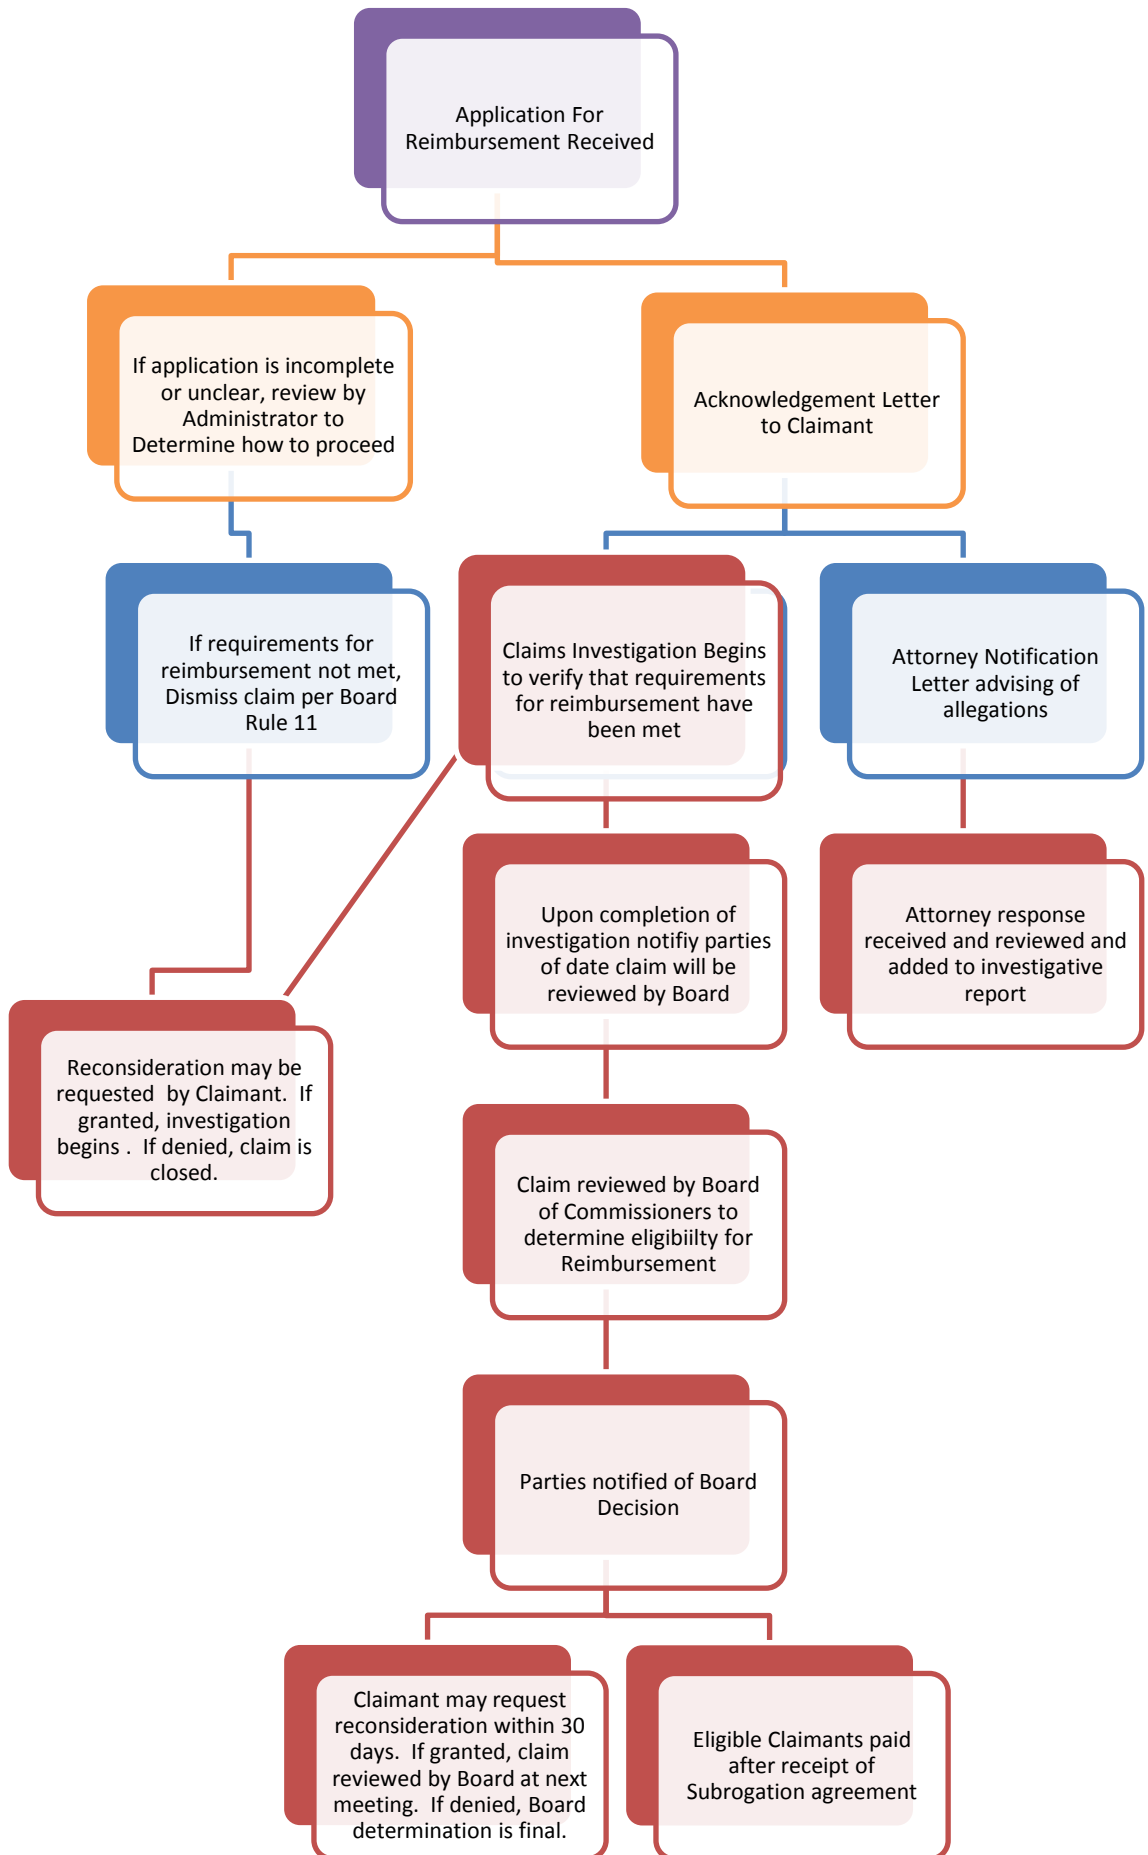 Application For
Reimbursement Received
If application is incomplete
or unclear, review by
Administrator to
Determine how to proceed
Acknowledgement Letter
to Claimant
If requirements for
reimbursement not met,
Dismiss claim per Board
Rule 11
Claims Investigation Begins
to verify that requirements
for reimbursement have
been met
Attorney Notification
Letter advising of
allegations
Upon completion of
investigation notifiy parties
of date claim will be
reviewed by Board
Attorney response
received and reviewed and
added to investigative
report
Reconsideration may be
requested  by Claimant.  If
granted, investigation
begins .  If denied, claim is
closed.
Claim reviewed by Board
of Commissioners to
determine eligibiilty for
Reimbursement
Parties notified of Board
Decision
Claimant may request
reconsideration within 30
days.  If granted, claim
reviewed by Board at next
meeting.  If denied, Board
determination is final.
Eligible Claimants paid
after receipt of
Subrogation agreement